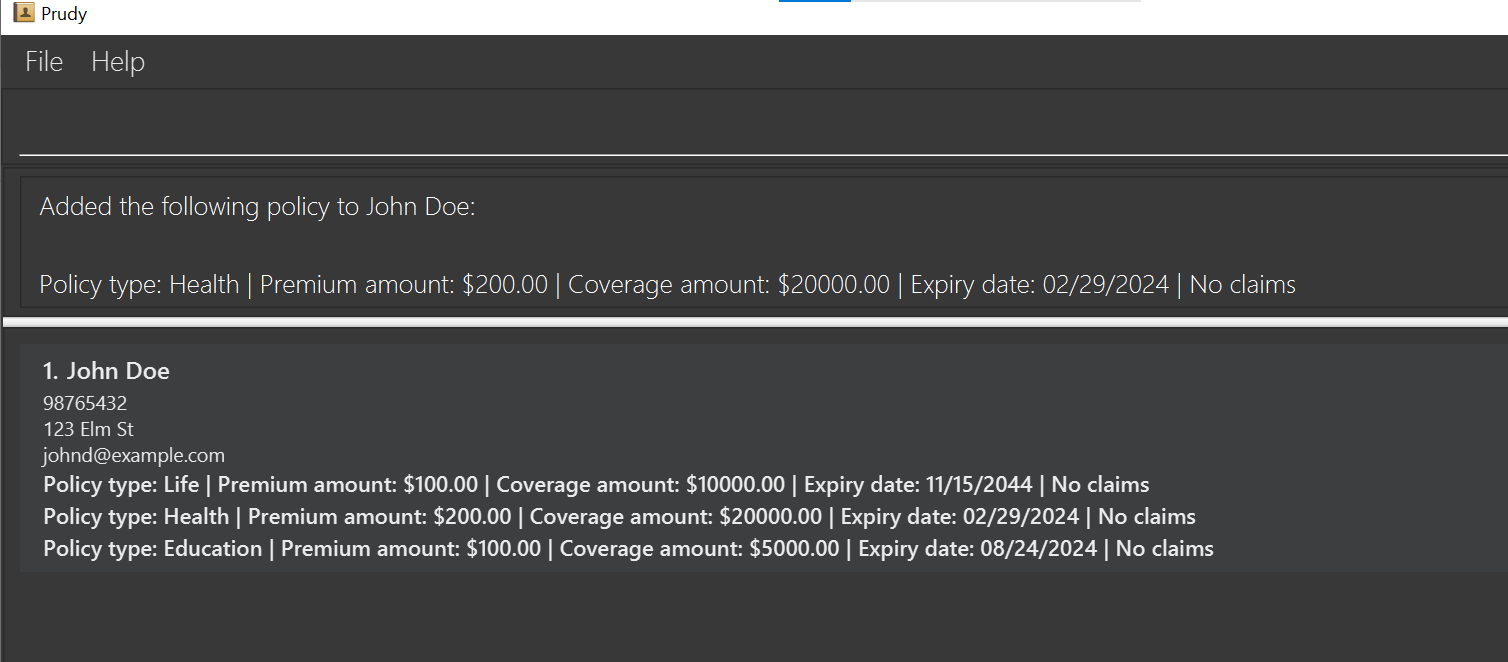 Prudy
File Help
Added the following policy to John Doe:
Policy type: Health | Premium amount: $200.00 | Coverage amount: $20000.00 | Expiry date: 02/29/2024 | No claims
1. John Doe
98765432
123 Elm St
johnd@example.com
Policy type: Life | Premium amount: $100.00 | Coverage amount: $10000.00 | Expiry date: 11/15/2044 | No claims
Policy type: Health | Premium amount: $200.00 | Coverage amount: $20000.00 | Expiry date: 02/29/2024 | No claims
Policy type: Education | Premium amount: $100.00 | Coverage amount: $5000.00 | Expiry date: 08/24/2024 | No claims